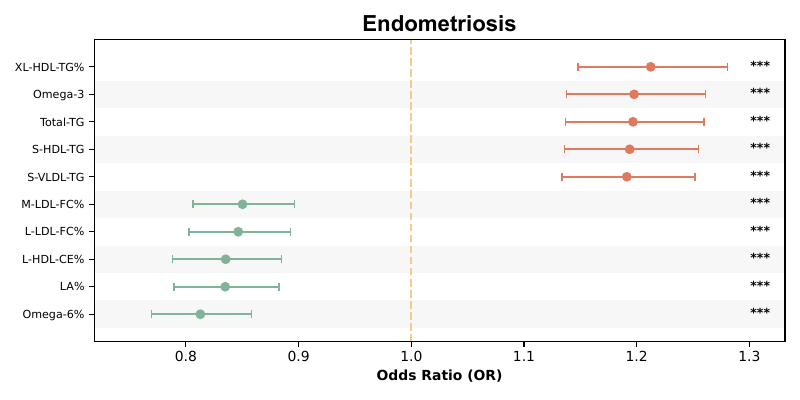 Endometriosis
XL-HDL-TG% ***
Omega-3 ***
Total-TG ***
S-HDL-TG ***
S-VLDL-TG ***
M-LDL-FC% ***
L-LDL-FC% ***
L-HDL-CE% ***
LA% ***
Omega-6% ***
0.8 0.9 1.0 1.1 1.2 1.3
Odds Ratio (OR)